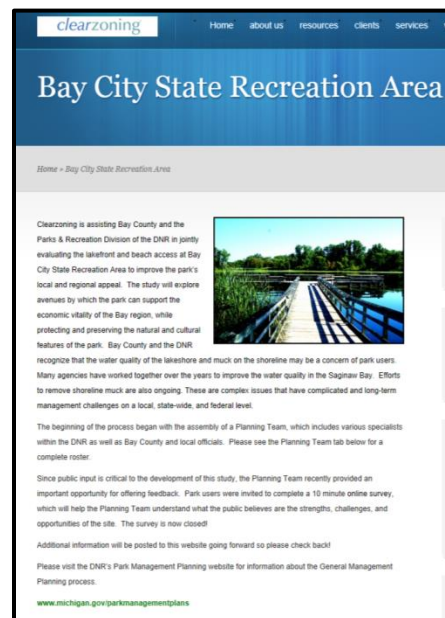 clearzoning
Home about us resources clients services
Bay City State Recreation Area
Home » Bay City State Recreation Area
Clearzoning is assisting Bay County and the
Parks & Recreation Division of the DNR in jointly
evaluating the lakefront and beach access at Bay
City State Recreation Area to improve the park's
local and regional appeal. The study will explore
avenues by which the park can support the
economic vitality of the Bay region, while
protecting and preserving the natural and cultural
features of the park. Bay County and the DNR
recognize that the water quality of the lakeshore and muck on the shoreline may be a concern of park users.
Many agencies have worked together over the years to improve the water quality in the Saginaw Bay. Efforts
to remove shoreline muck are also ongoing. These are complex issues that have complicated and long-term
management challenges on a local, state-wide, and federal level.
The beginning of the process began with the assembly of a Planning Team, which includes various specialists
within the DNR as well as Bay County and local officials. Please see the Planning Team tab below for a
complete roster.
Since public input is critical to the development of this study, the Planning Team recently provided an
important opportunity for offering feedback. Park users were invited to complete a 10 minute online survey,
which will help the Planning Team understand what the public believes are the strengths, challenges, and
opportunities of the site. The survey is now closed!
Additional information will be posted to this website going forward so please check back!
Please visit the DNR's Park Management Planning website for information about the General Management
Planning process.
www.michigan.gov/parkmanagementplans